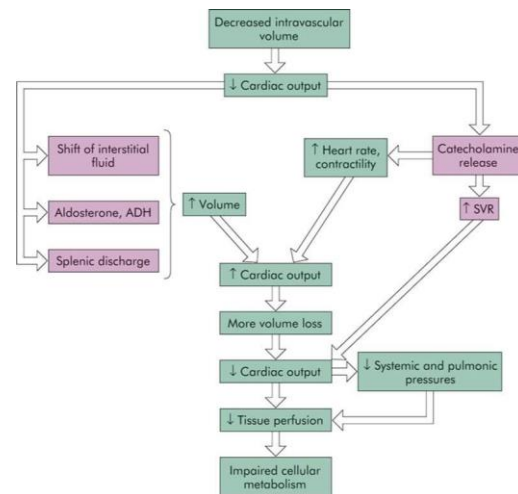 Decreased intravascular
volume
↓ Cardiac output
Shift of interstitial
fluid
↑ Heart rate,
contractility
Catecholamine
release
Aldosterone, ADH
↑ Volume
↑ SVR
Splenic discharge
↑ Cardiac output
More volume loss
↓ Cardiac output
↓ Systemic and pulmonic
pressures
↓ Tissue perfusion
Impaired cellular
metabolism